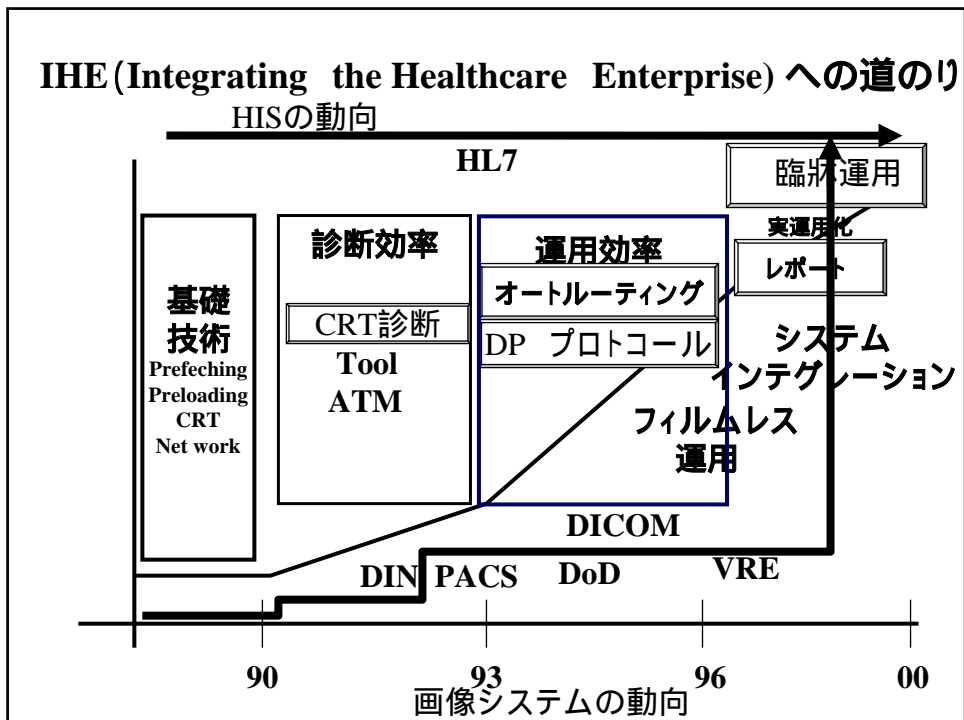 IHE(Integrating the Healthcare Enterprise) への道のり
HISの動向
HL7
臨牀運用
実運用化
レポート
診断効率
運用効率
オートルーティング
基礎
技術
CRT診断
DP プロトコール
システム
インテグレーション
Prefeching
Preloading
CRT
Net work
Tool
ATM
フィルムレス
運用
DICOM
DIN PACS DoD VRE
90 93 96 00
画像システムの動向